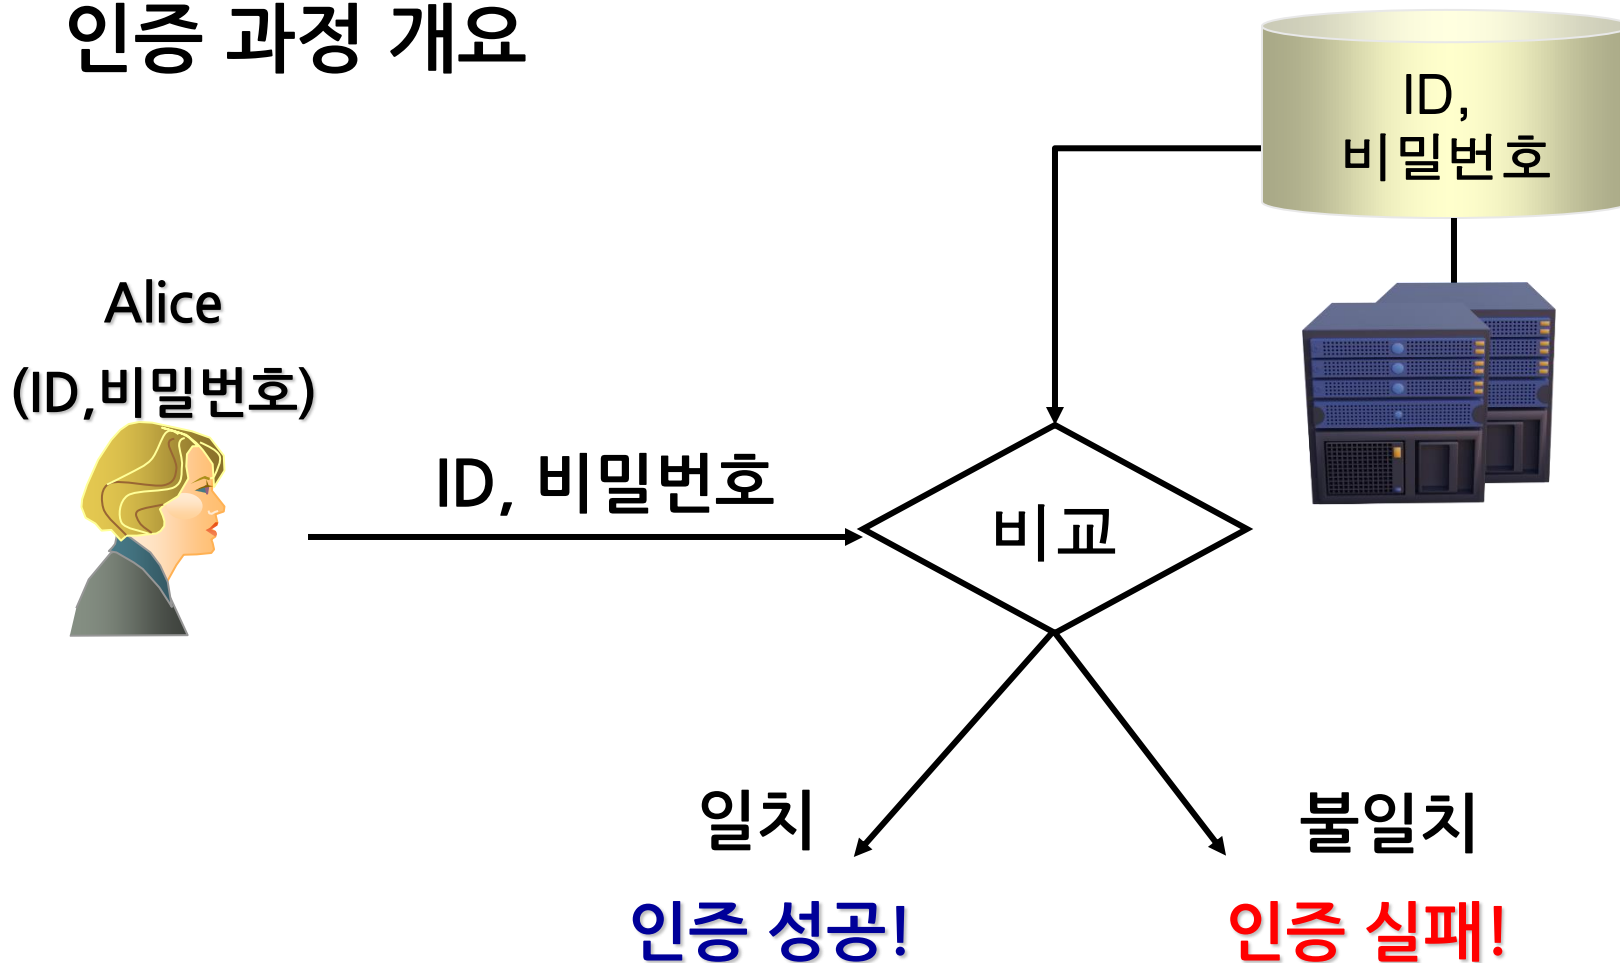 인증 과정 개요
ID,
비밀번호
Alice
(ID,비밀번호)
ID, 비밀번호
비교
일치
불일치
인증 성공!
인증 실패!